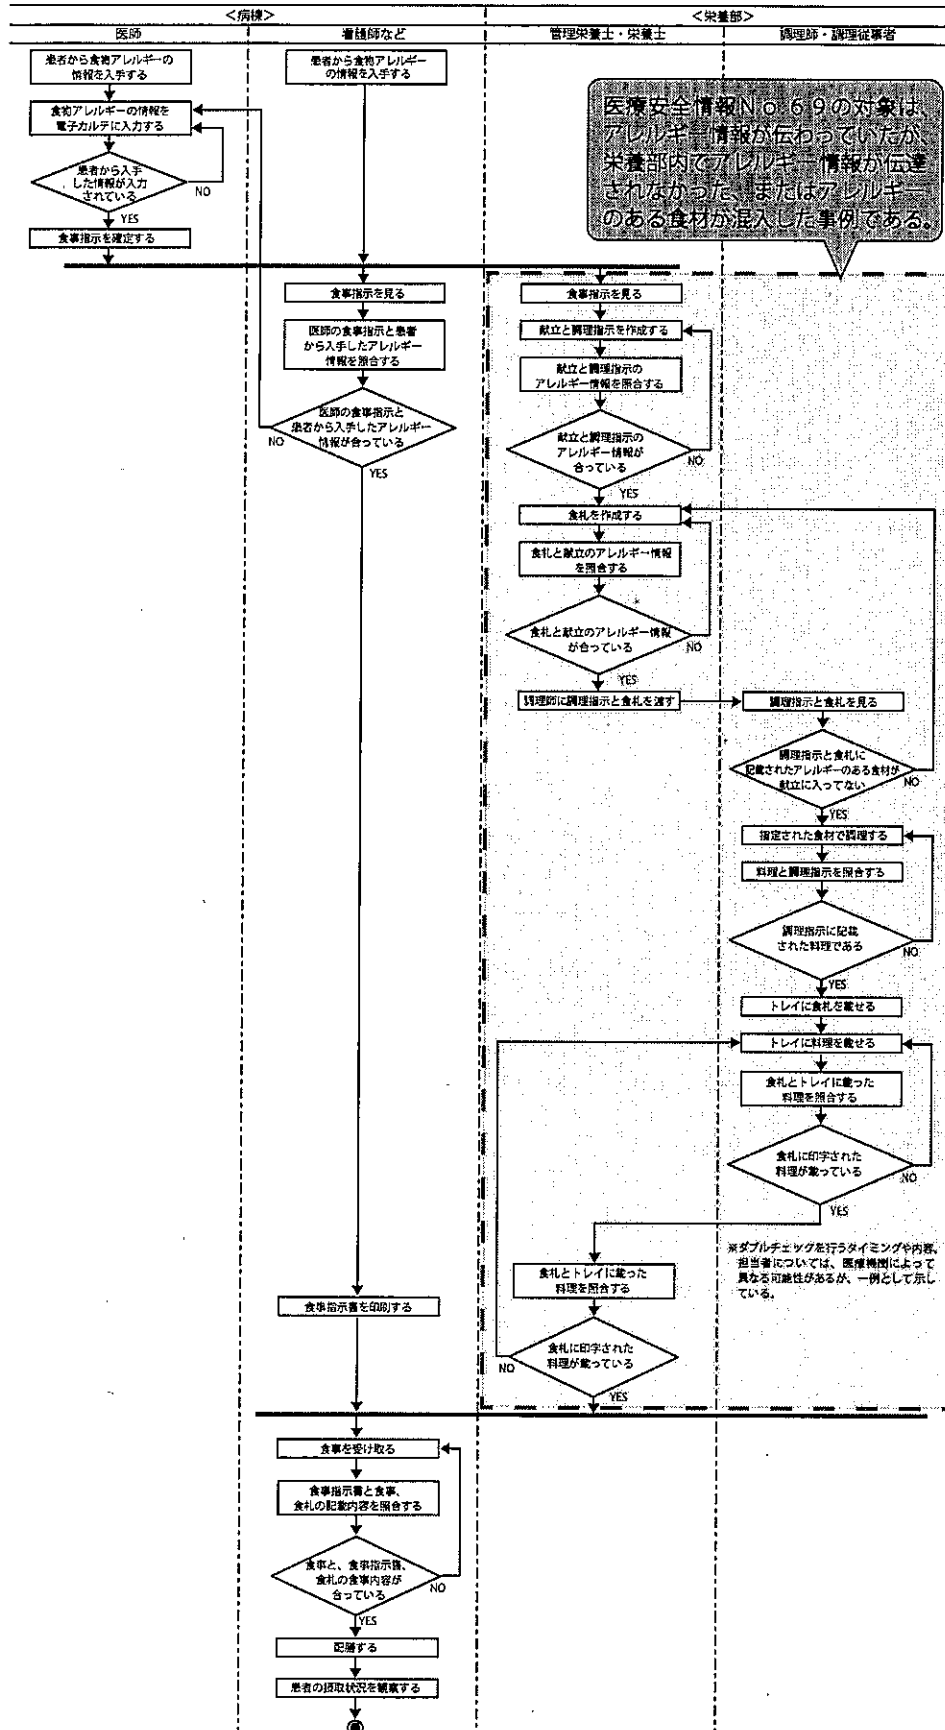 ＜病棟＞
＜栄養部＞
医師
看護師など
管理栄養士・栄養士
調理師・調理従事者
患者から食物アレルギーの
情報を入手する
食物アレルギーの情報を
電子カルテに入力する
患者から入手
した情報が入力
されている
NO
YES
食事指示を確定する
患者から食物アレルギー
の情報を入手する
医療安全情報No.69の対象は、
アレルギー情報が伝わっていたが、
栄養部内でアレルギー情報が伝達
されなかった、またはアレルギー
のある食材が混入した事例である。
食事指示を見る
医師の食事指示と患者
から入手したアレルギー
情報を照合する
医師の食事指示と
患者から入手したアレルギー
情報が合っている
NO
YES
食事指示を見る
献立と調理指示を作成する
献立と調理指示の
アレルギー情報を照合する
献立と調理指示の
アレルギー情報が
合っている
NO
YES
食札を作成する
食札と献立のアレルギー情報
を照合する
食札と献立のアレルギー情報
が合っている
NO
YES
調理師に調理指示と食札を渡す
調理指示と食札を見る
調理指示と食札に
記載されたアレルギーのある食材が
献立に入ってない
NO
YES
指定された食材で調理する
料理と調理指示を照合する
調理指示に記載
された料理である
NO
YES
トレイに食札を載せる
トレイに料理を載せる
食札とトレイに載った
料理を照合する
食札に印字された
料理が載っている
NO
YES
※ダブルチェックを行うタイミングや内容、
担当者については、医療機関によって
異なる可能性があるが、一例として示し
ている。
食札とトレイに載った
料理を照合する
食札に印字された
料理が載っている
NO
YES
食事指示書を印刷する
食事を受け取る
食事指示書と食事、
食札の記載内容を照合する
食事と、食事指示書、
食札の食事内容が
合っている
NO
YES
配膳する
患者の摂取状況を観察する